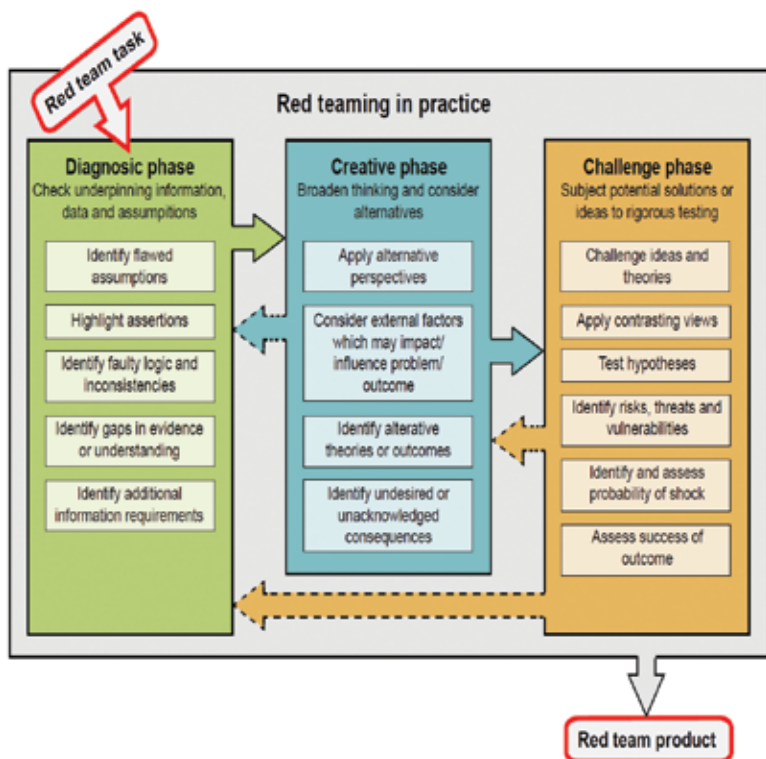 Red team task
Red teaming in practice
Diagnosic phase
Check underpinning information,
data and assumpitions
Identify flawed
assumptions
Highlight assertions
Identify faulty logic and
inconsistencies
Identify gaps in evidence
or understanding
Identify additional
information requirements
Creative phase
Broaden thinking and consider
alternatives
Apply alternative
perspectives
Consider external factors
which may impact/
influence problem/
outcome
Identify alterative
theories or outcomes
Identify undesired or
unacknowledged
consequences
Challenge phase
Subject potential solutions or
ideas to rigorous testing
Challenge ideas and
theories
Apply contrasting views
Test hypotheses
Identify risks, threats and
vulnerabilities
Identify and assess
probability of shock
Assess success of
outcome
Red team product